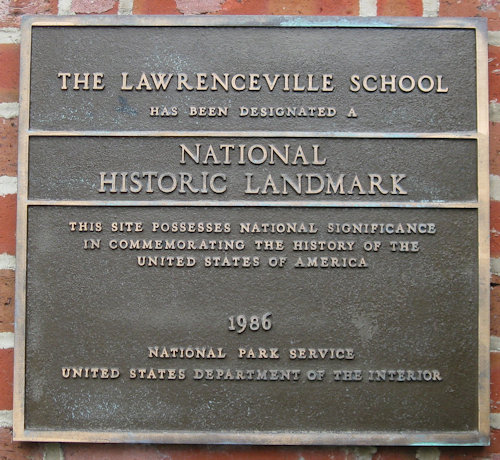 THE LAWRENCEVILLE SCHOOL
HAS BEEN DESIGNATED A
NATIONAL
HISTORIC LANDMARK
THIS SITE POSSESSES NATIONAL SIGNIFICANCE
IN COMMEMORATING THE HISTORY OF THE
UNITED STATES OF AMERICA
1986
NATIONAL PARK SERVICE
UNITED STATES DEPARTMENT OF THE INTERIOR